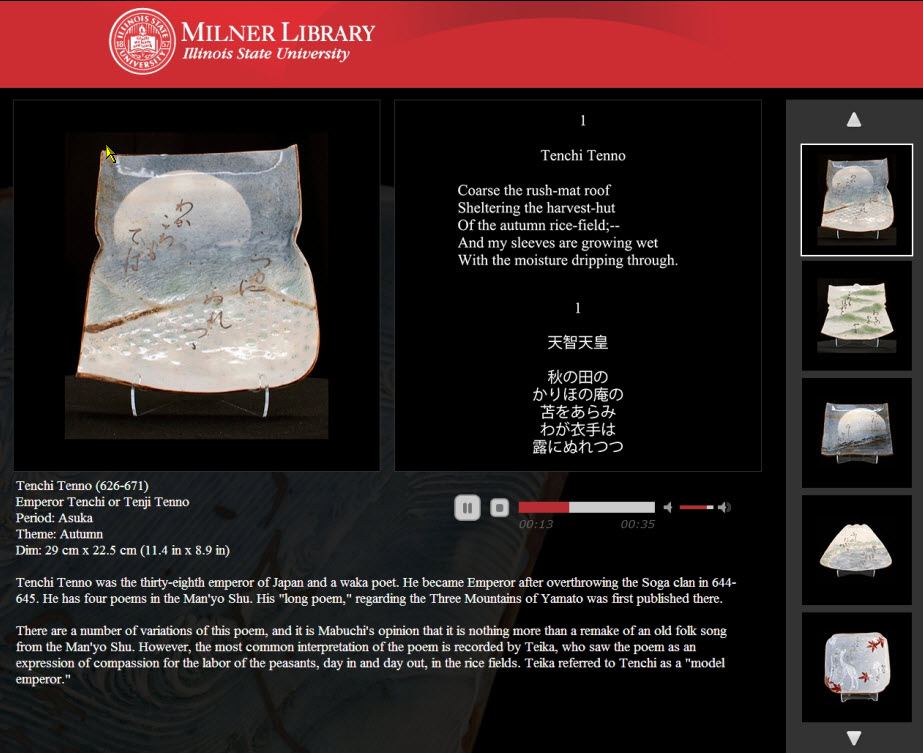 MILNER LIBRARY
Illinois State University
ILLINOIS STATE
UNIVERSITY
18 57
1
Tenchi Tenno
Coarse the rush-mat roof
Sheltering the harvest-hut
Of the autumn rice-field;--
And my sleeves are growing wet
With the moisture dripping through.
1
天智天皇
秋の田の
かりほの庵の
苫をあらみ
わが衣手は
露にぬれつつ
00:13 00:35
Tenchi Tenno (626-671)
Emperor Tenchi or Tenji Tenno
Period: Asuka
Theme: Autumn
Dim: 29 cm x 22.5 cm (11.4 in x 8.9 in)
Tenchi Tenno was the thirty-eighth emperor of Japan and a waka poet. He became Emperor after overthrowing the Soga clan in 644-
645. He has four poems in the Man'yo Shu. His "long poem," regarding the Three Mountains of Yamato was first published there.
There are a number of variations of this poem, and it is Mabuchi's opinion that it is nothing more than a remake of an old folk song
from the Man'yo Shu. However, the most common interpretation of the poem is recorded by Teika, who saw the poem as an
expression of compassion for the labor of the peasants, day in and day out, in the rice fields. Teika referred to Tenchi as a "model
emperor."